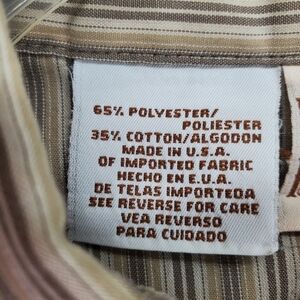 65% POLYESTER/
POLIESTER
35% COTTON/ALGODON
MADE IN U.S.A.
OF IMPORTED FABRIC
HECHO EN E.U.A.
DE TELAS IMPORTEDA
SEE REVERSE FOR CARE
VEA REVERSO
PARA CUIDADO